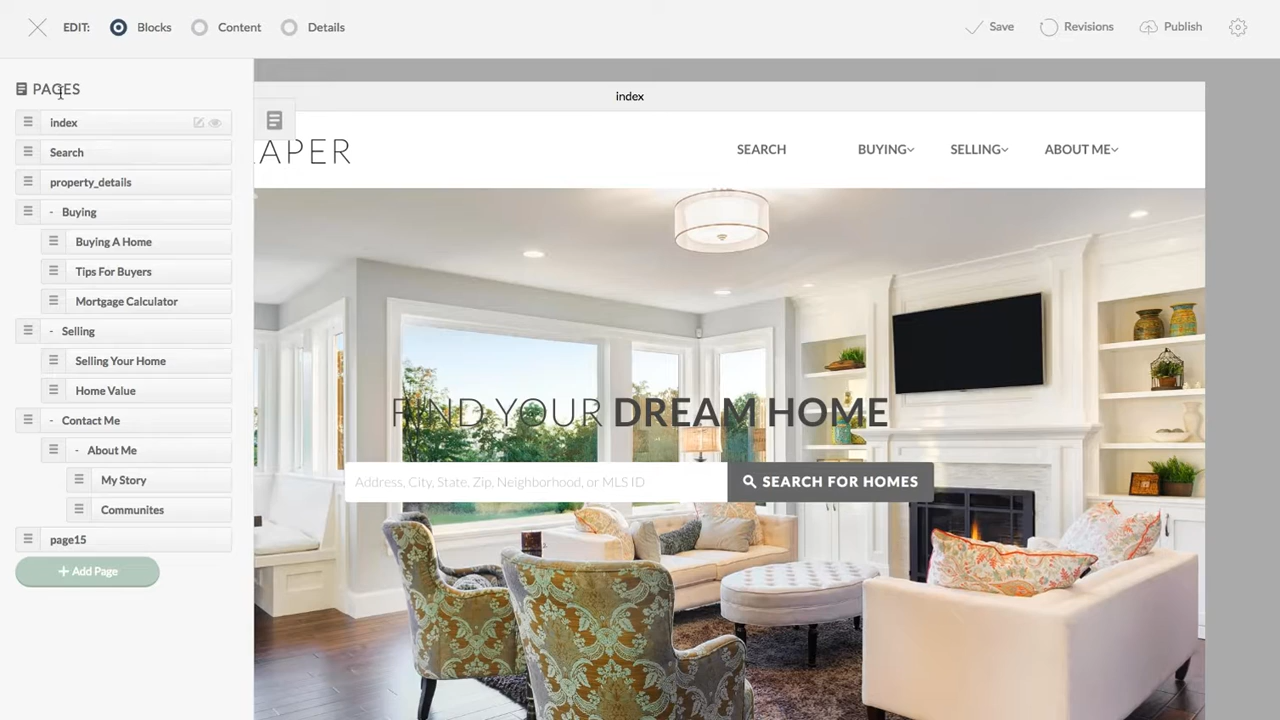 EDIT: Blocks Content Details Save Revisions Publish
PAGES
index
Search
property_details
- Buying
Buying A Home
Tips For Buyers
Mortgage Calculator
- Selling
Selling Your Home
Home Value
- Contact Me
- About Me
My Story
Communites
page15
+ Add Page
index
APER
SEARCH BUYING SELLING ABOUT ME
FIND YOUR DREAM HOME
Address, City, State, Zip, Neighborhood, or MLS ID SEARCH FOR HOMES